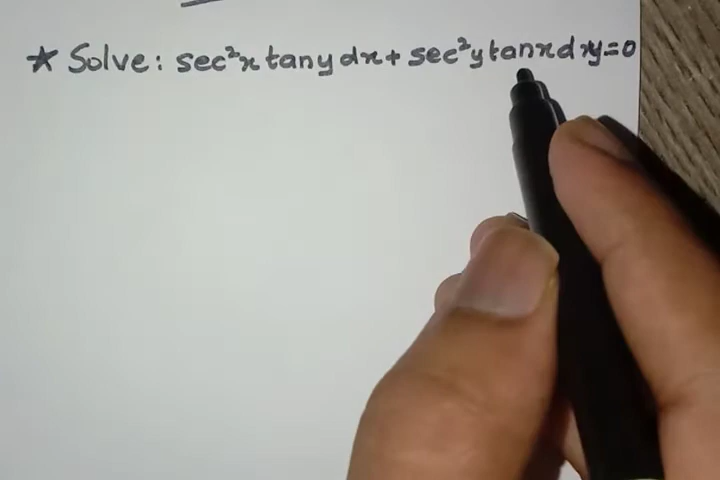 ★ Solve: sec²x tany dx + sec²y tanx dy = 0